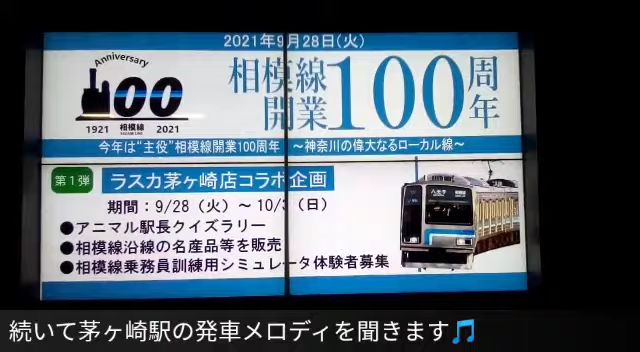 2021年9月28日(火)
Anniversary
100
1921 相模線 2021
相模線
開業100周年
今年は“主役”相模線開業100周年 ～神奈川の偉大なるローカル線～
第1弾 ラスカ茅ヶ崎店コラボ企画
期間：9/28（火）～10/3（日）
●アニマル駅長クイズラリー
●相模線沿線の名産品等を販売
●相模線乗務員訓練用シミュレータ体験者募集
続いて茅ヶ崎駅の発車メロディを聞きます🎵